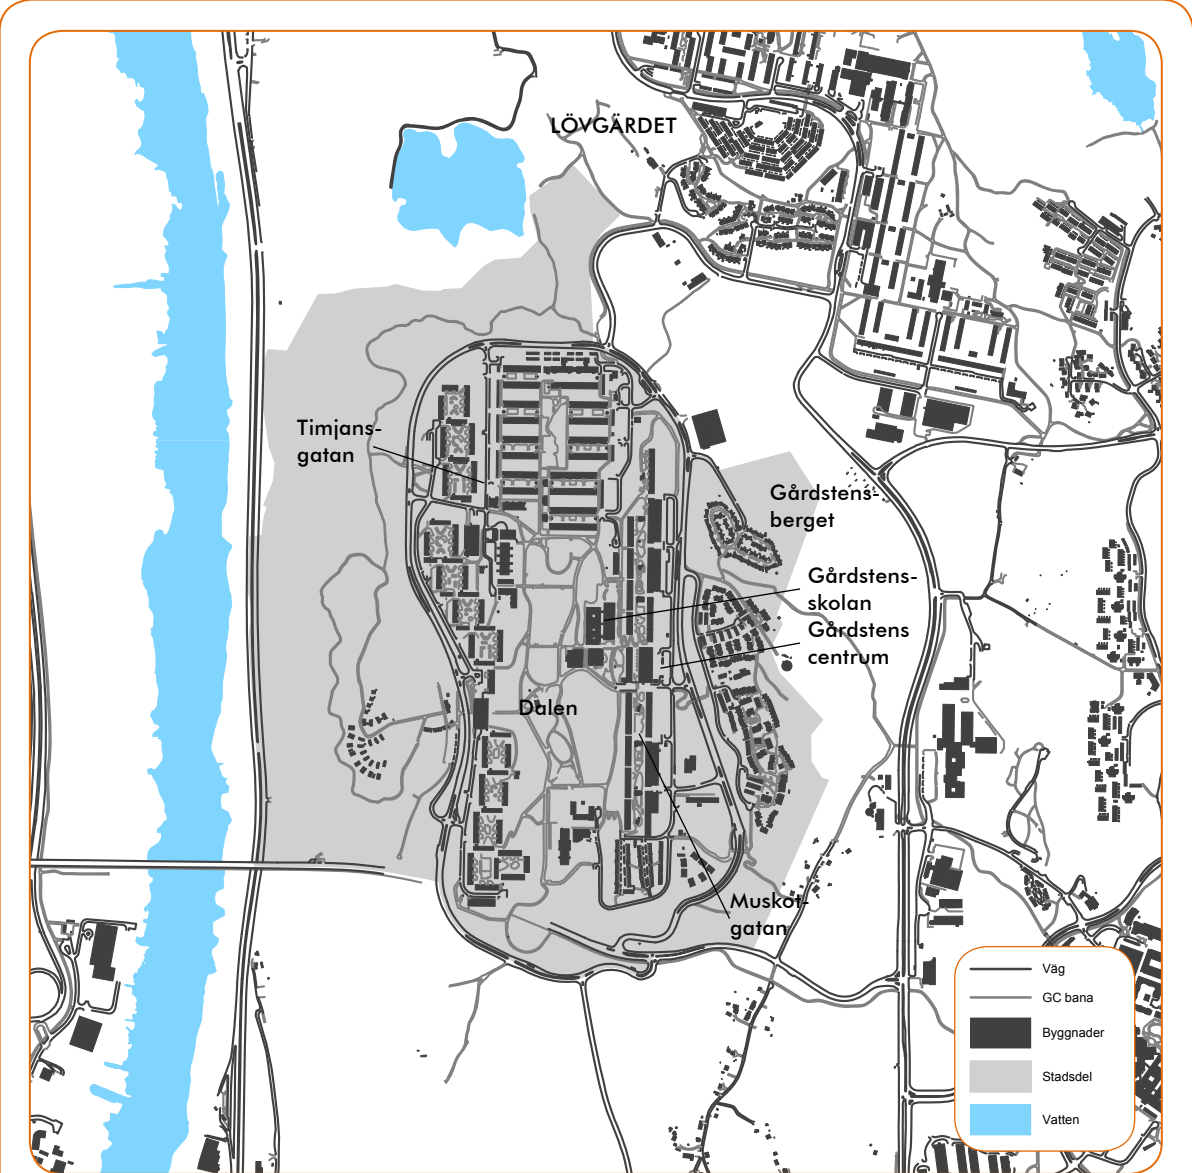 LÖVGÄRDET
Timjans-
gatan
Gårdstens-
berget
Gårdstens-
skolan
Gårdstens
centrum
Dalen
Muskot-
gatan
Väg
GC bana
Byggnader
Stadsdel
Vatten